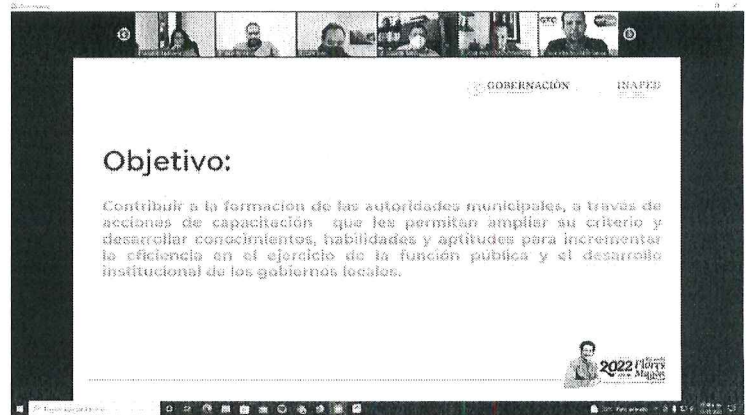 GOBERNACIÓN
INAFED
Objetivo:
Contribuir a la formación de las autoridades municipales, a través de
acciones de capacitación que les permitan ampliar su criterio y
desarrollar conocimientos, habilidades y aptitudes para incrementar
la eficiencia en el ejercicio de la función pública y el desarrollo
institucional de los gobiernos locales.
2022 Flores
Magón